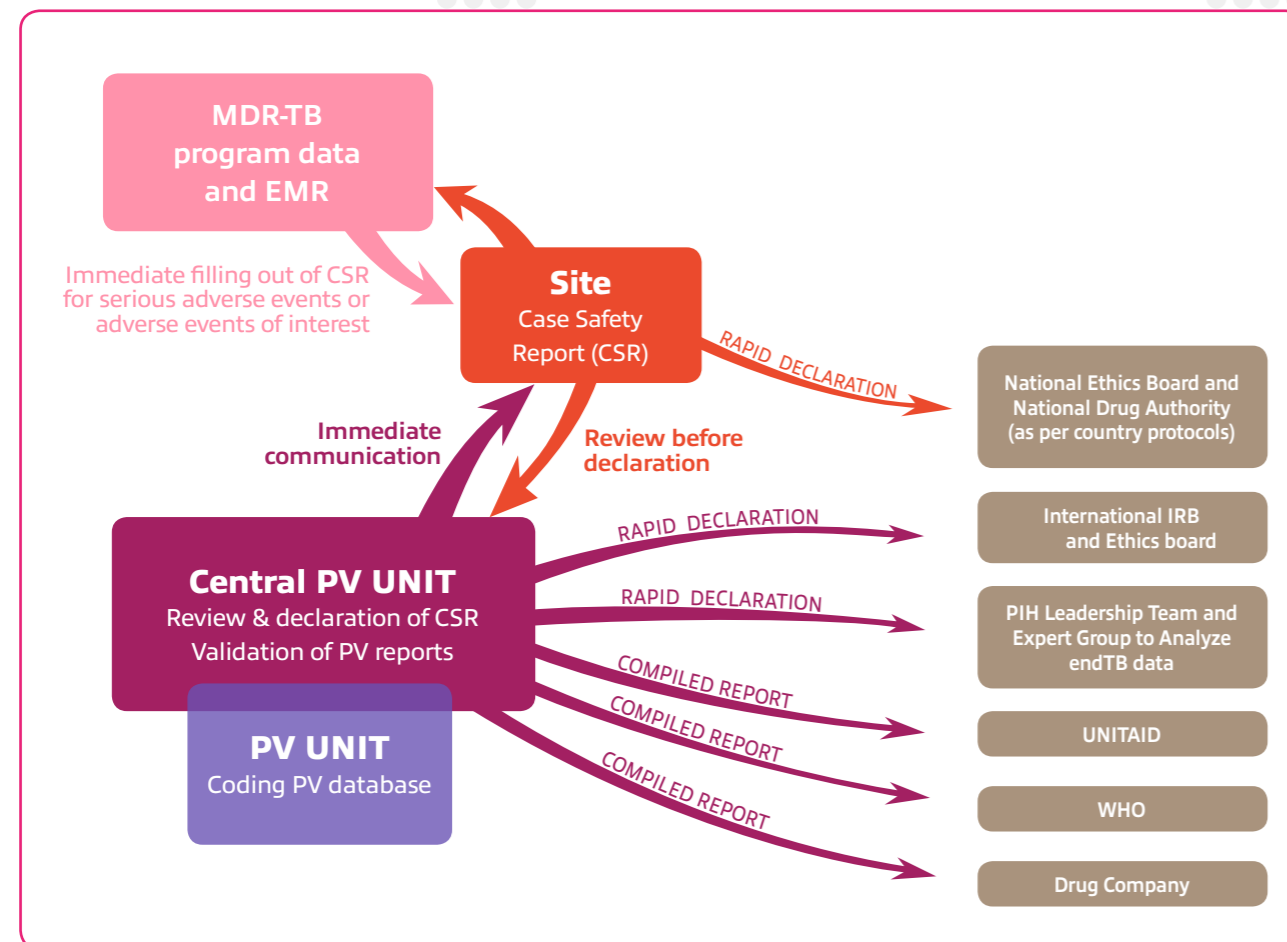 MDR-TB
program data
and EMR
Immediate filling out of CSR
for serious adverse events or
adverse events of interest
Site
Case Safety
Report (CSR)
RAPID DECLARATION
National Ethics Board and
National Drug Authority
(as per country protocols)
Immediate
communication
Review before
declaration
Central PV UNIT
Review & declaration of CSR
Validation of PV reports
PV UNIT
Coding PV database
RAPID DECLARATION
International IRB
and Ethics board
RAPID DECLARATION
PIH Leadership Team and
Expert Group to Analyze
endTB data
COMPILED REPORT
UNITAID
COMPILED REPORT
WHO
COMPILED REPORT
Drug Company